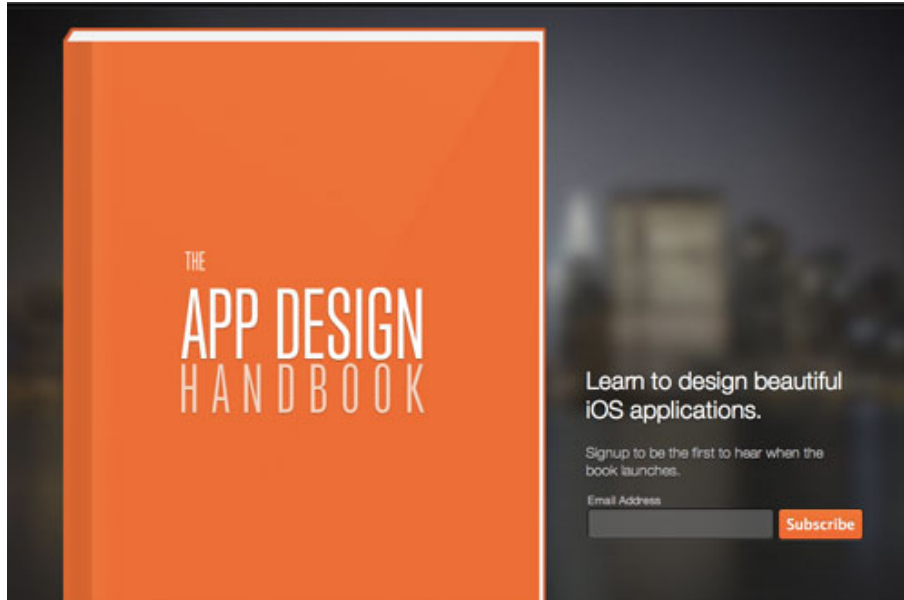 THE
APP DESIGN
HANDBOOK
Learn to design beautiful
iOS applications.
Signup to be the first to hear when the
book launches.
Email Address
Subscribe